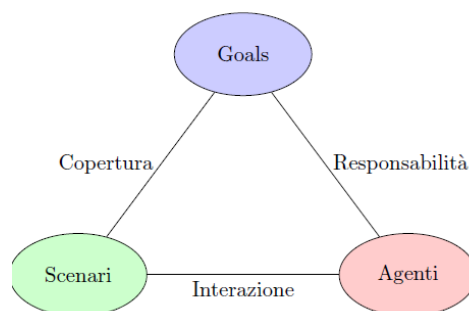 Goals
Copertura
Responsabilità
Scenari
Interazione
Agenti